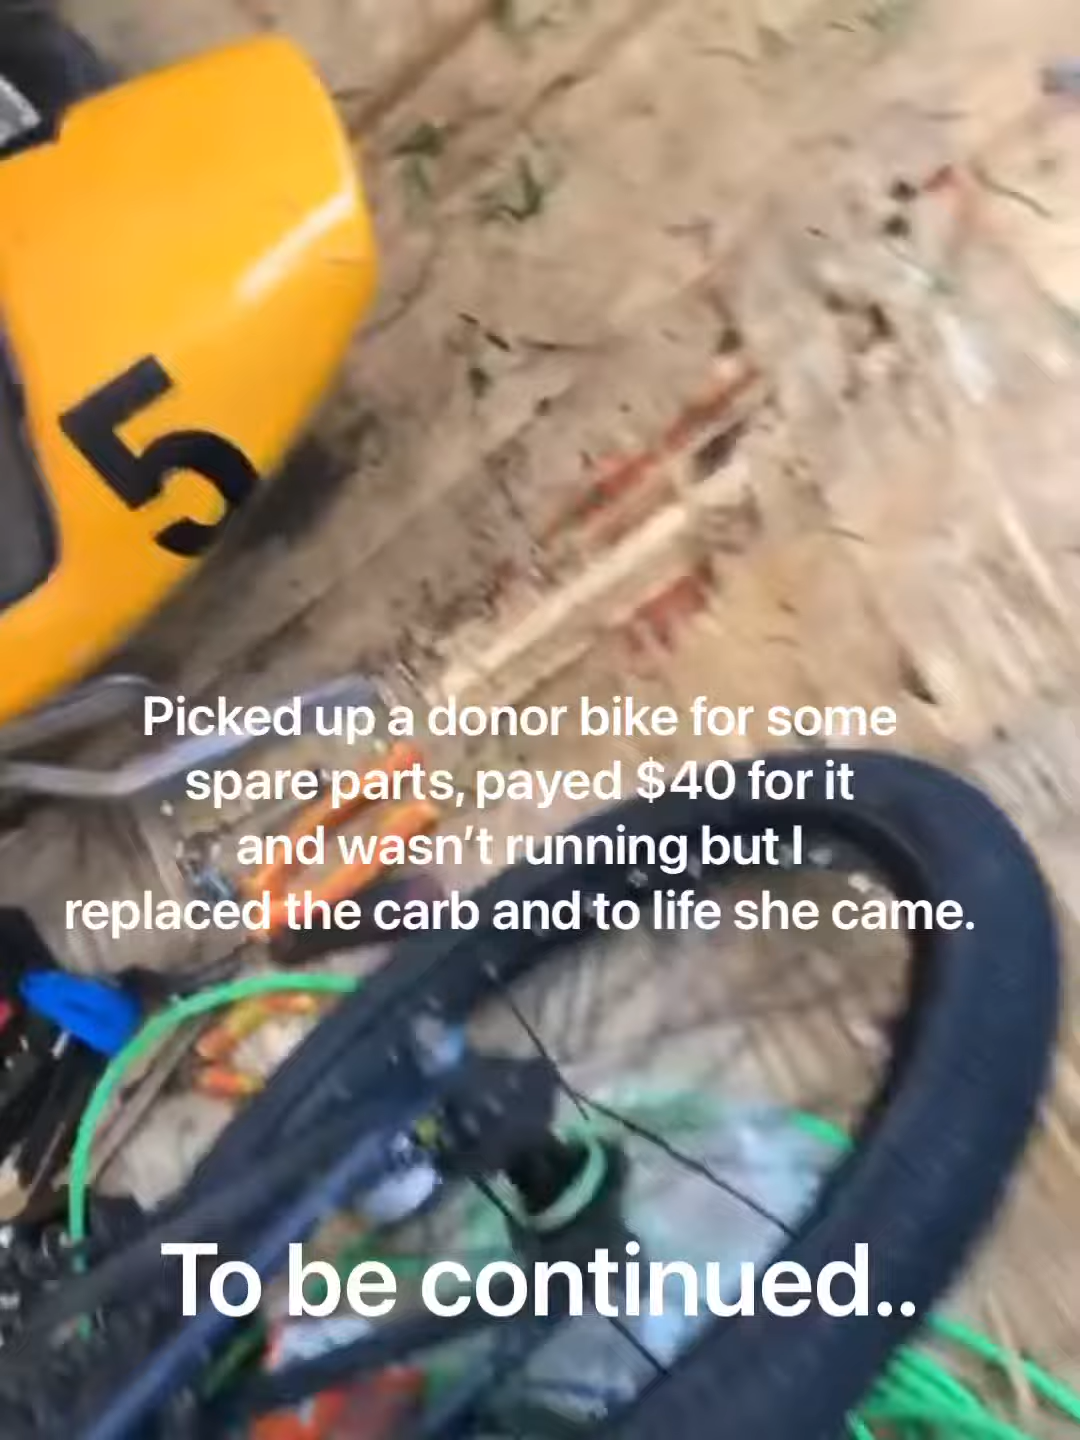 5
Picked up a donor bike for some
spare parts, payed $40 for it
and wasn't running but I
replaced the carb and to life she came.
To be continued..